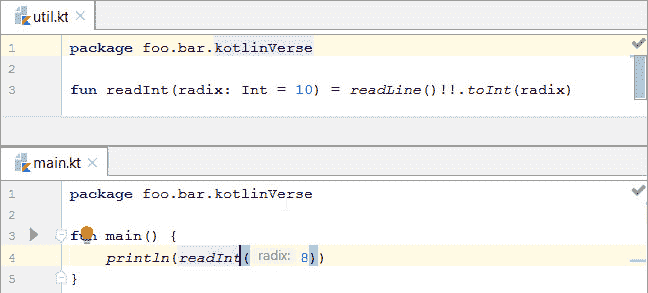 util.kt
1 package foo.bar.kotlinVerse
2
3 fun readInt(radix: Int = 10) = readLine()!!.toInt(radix)
main.kt
1 package foo.bar.kotlinVerse
2
3 fun main() {
4 println(readInt( radix: 8))
5 }